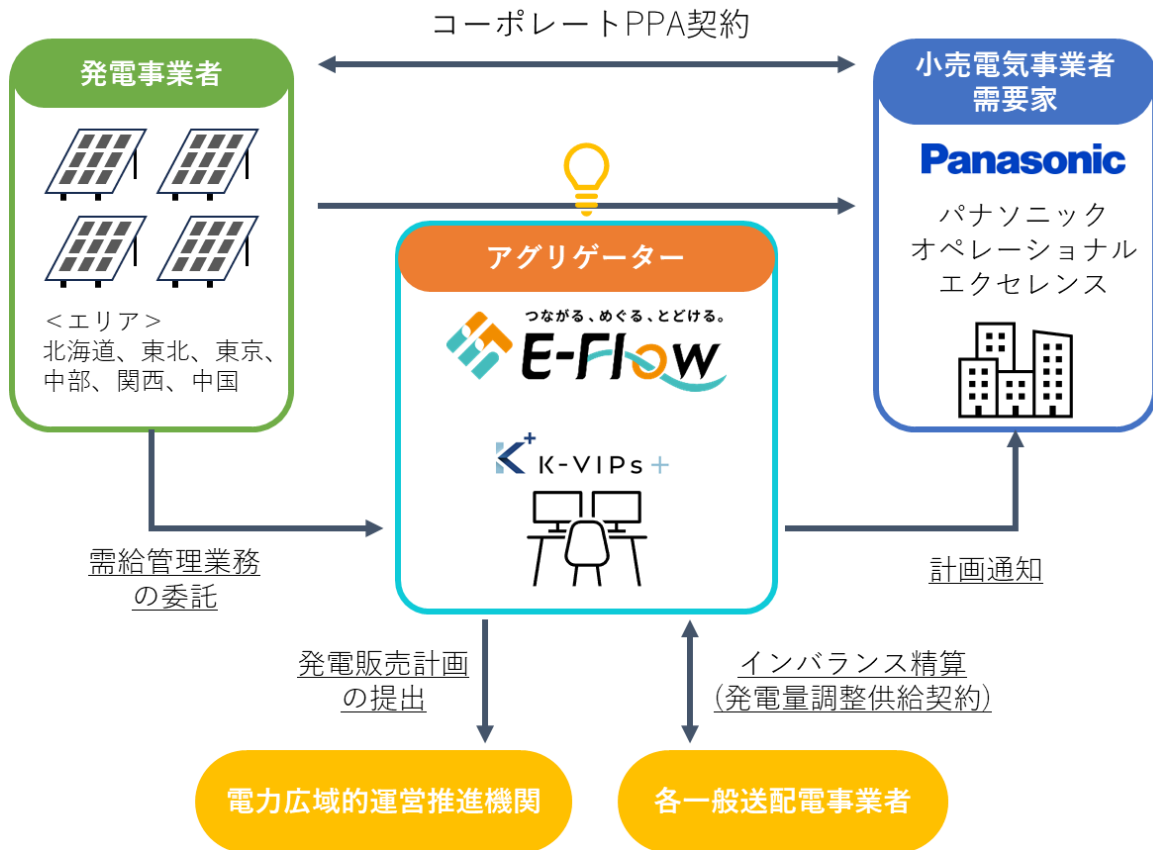 コーポレートPPA契約
発電事業者
＜エリア＞
北海道、東北、東京、
中部、関西、中国
小売電気事業者
需要家
Panasonic
パナソニック
オペレーショナル
エクセレンス
アグリゲーター
つながる、めぐる、とどける。
E-Flow
K+ K-VIPs+
需給管理業務
の委託
計画通知
発電販売計画
の提出
インバランス精算
(発電量調整供給契約)
電力広域的運営推進機関
各一般送配電事業者